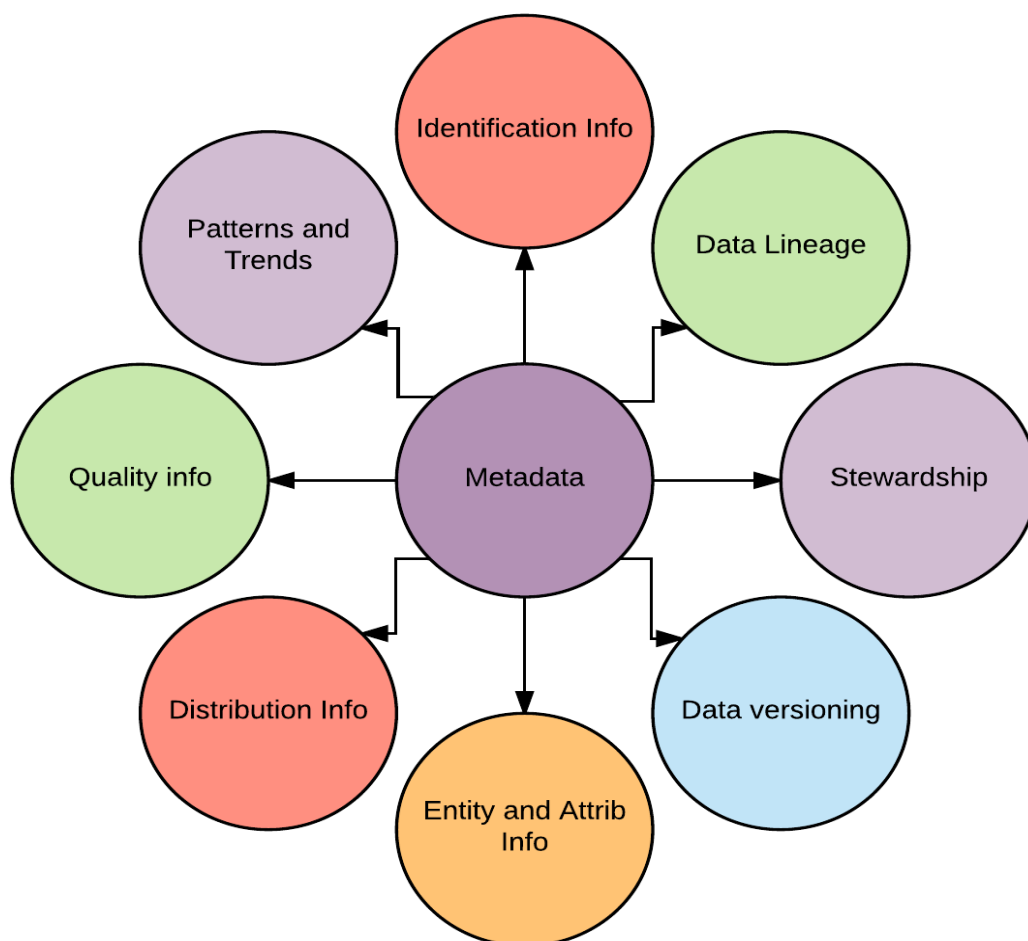 Identification Info
Patterns and
Trends
Data Lineage
Quality info
Metadata
Stewardship
Distribution Info
Data versioning
Entity and Attrib
Info